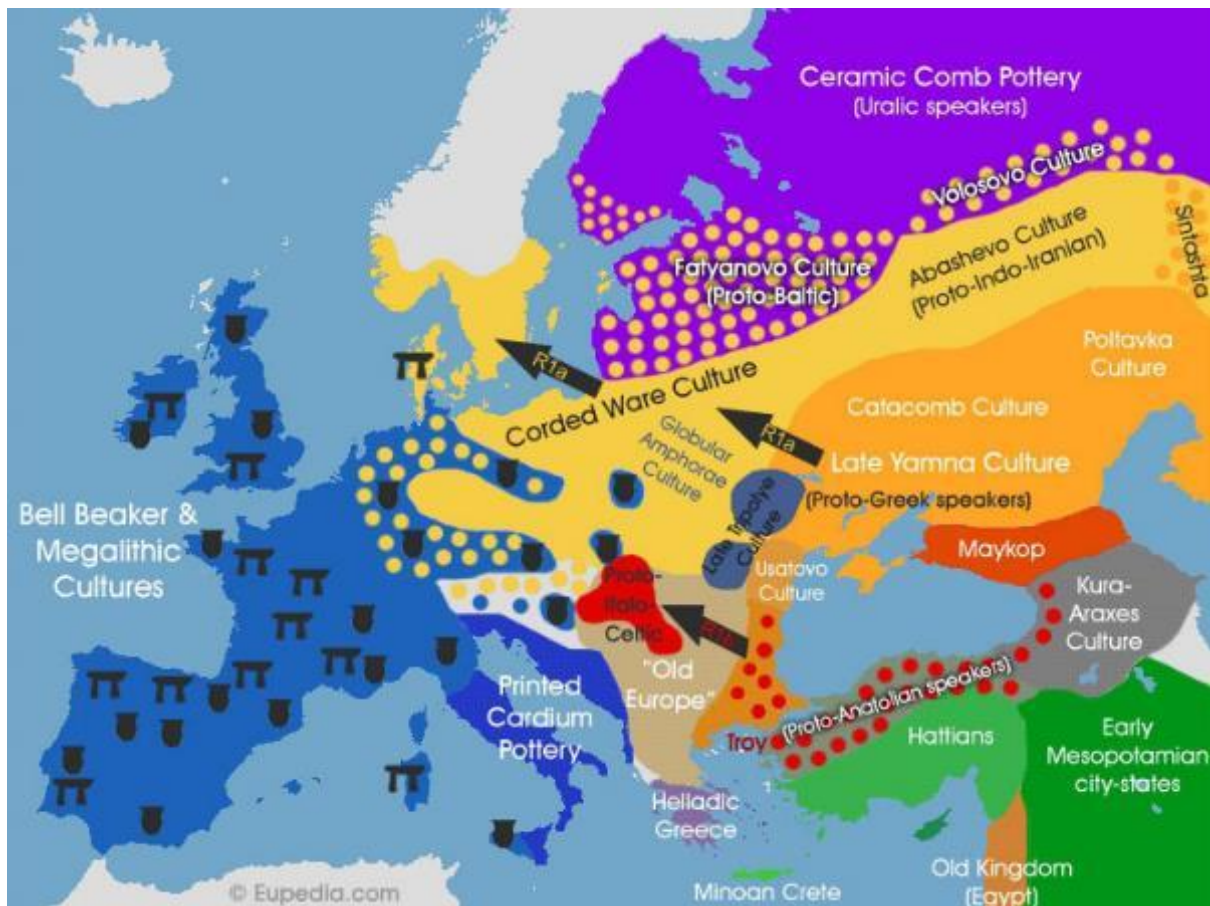 Ceramic Comb Pottery
(Uralic speakers)
Volosovo Culture
Sintashta
Abashevo Culture
(Proto-Indo-Iranian)
Fatyanovo Culture
(Proto-Baltic)
Poltavka
Culture
R1a
Corded Ware Culture
Catacomb Culture
Globular
Amphorae
Culture
R1a
Late Yamna Culture
(Proto-Greek speakers)
Bell Beaker &
Megalithic
Cultures
Late Tripolye
Culture
Maykop
Usatovo
Culture
Proto-
Italo-
Celtic
R1b
Kura-
Araxes
Culture
"Old
Europe"
Printed
Cardium
Pottery
(Proto-Anatolian speakers)
Troy
Hattians
Early
Mesopotamian
city-states
Helladic
Greece
Minoan Crete
Old Kingdom
(Egypt)
© Eupedia.com